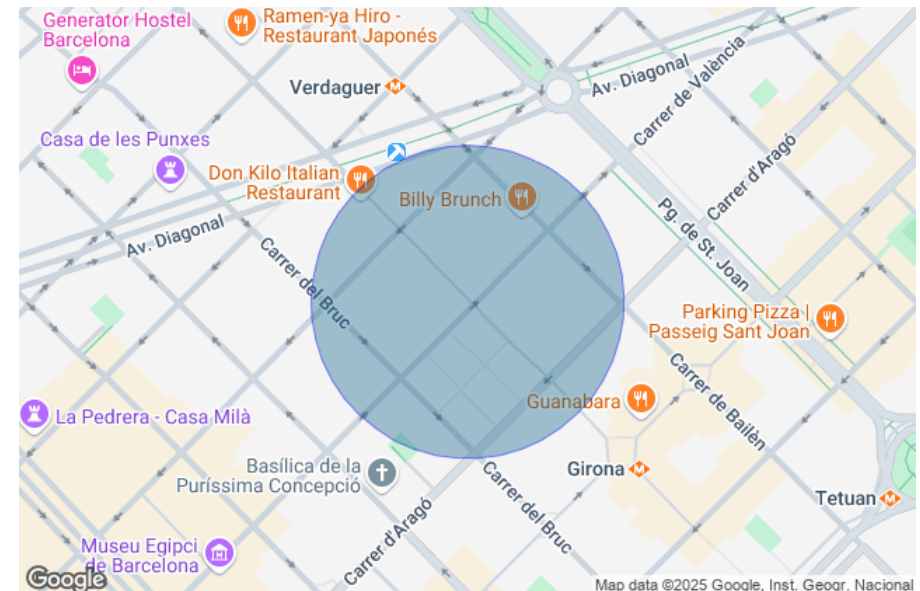 Generator Hostel
Barcelona
Ramen-ya Hiro -
Restaurant Japonés
Verdaguer
Av. Diagonal
Carrer de València
Casa de les Punxes
Don Kilo Italian
Restaurant
Billy Brunch
Carrer d'Aragó
Av. Diagonal
Carrer del Bruc
Pg. de St. Joan
Parking Pizza |
Passeig Sant Joan
La Pedrera - Casa Milà
Guanabara
Carrer de Bailèn
Basílica de la
Puríssima Concepció
Girona
Carrer del Bruc
Tetuan
Carrer d'Aragó
Museu Egipci
de Barcelona
Google
Map data ©2025 Google, Inst. Geogr. Nacional